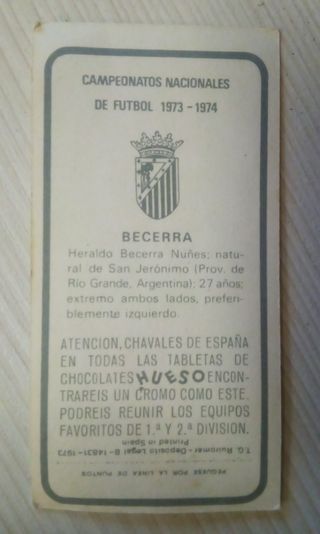 CAMPEONATOS NACIONALES
DE FUTBOL 1973 - 1974
BECERRA
Heraldo Becerra Nuñes; natu-
ral de San Jerónimo (Prov. de
Río Grande, Argentina); 27 años;
extremo ambos lados, preferi-
blemente izquierdo.
ATENCION, CHAVALES DE ESPAÑA
EN TODAS LAS TABLETAS DE
CHOCOLATES HUESO ENCON-
TRAREIS UN CROMO COMO ESTE.
PODREIS REUNIR LOS EQUIPOS
FAVORITOS DE 1.ª Y 2.ª DIVISION.
T.G. Ruiromer - Depósito Legal B - 14831 - 1973
Printed in Spain
PEGUESE POR LA LINEA DE PUNTOS